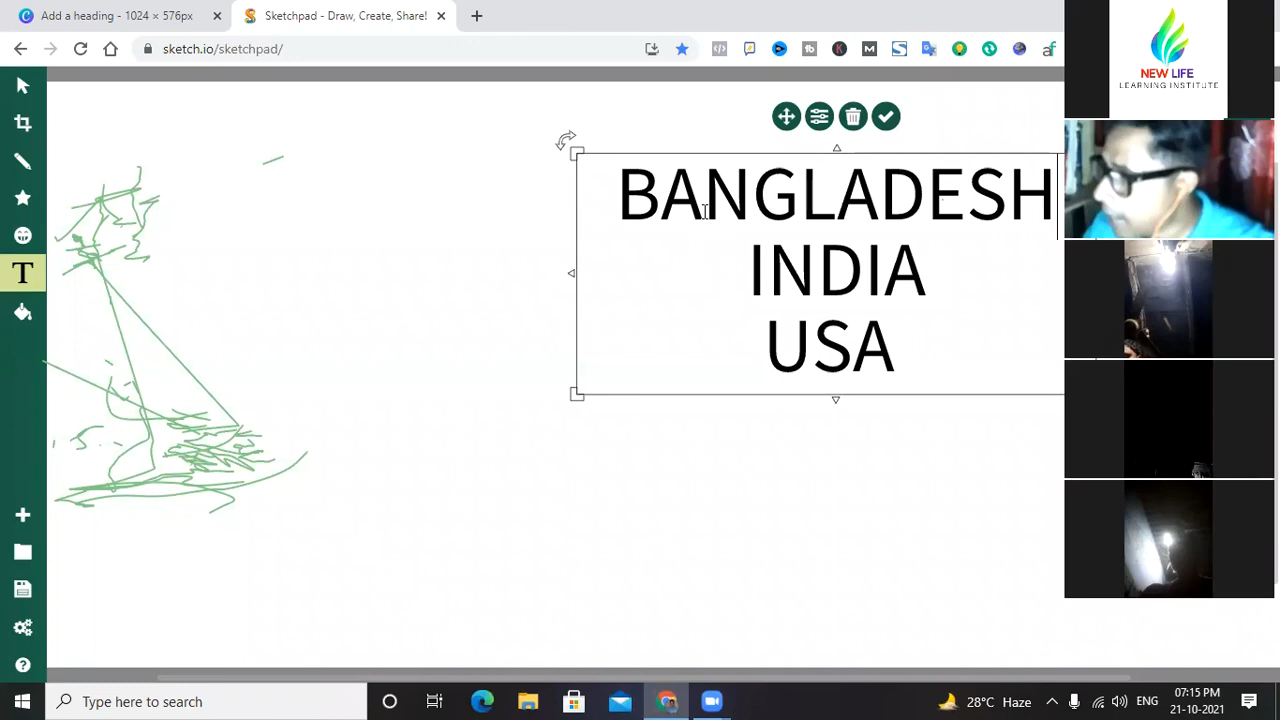 Add a heading - 1024 × 576px
Sketchpad - Draw, Create, Share!
sketch.io/sketchpad/
NEW LIFE
LEARNING INSTITUTE
BANGLADESH
INDIA
USA
T
Type here to search
28°C Haze
ENG
07:15 PM
21-10-2021